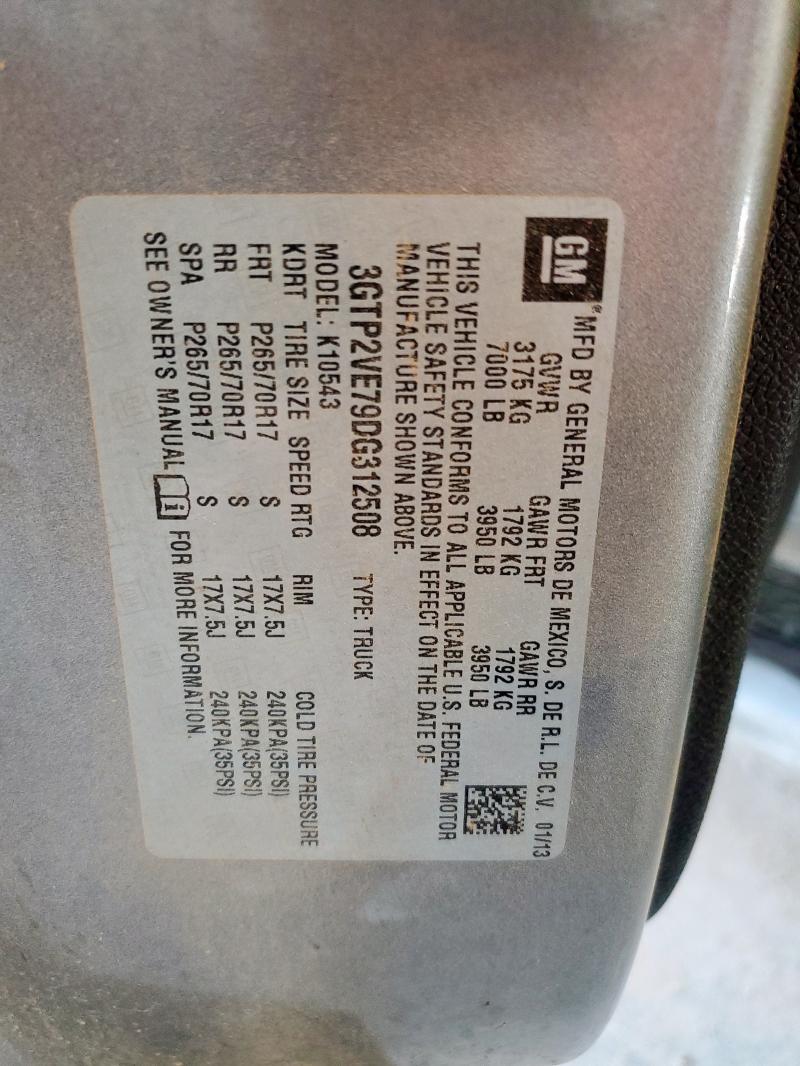 GM
® MFD BY GENERAL MOTORS DE MEXICO, S. DE R.L. DE C.V. 01/13
GVWR GAWR FRT GAWR RR
3175 KG 1792 KG 1792 KG
7000 LB 3950 LB 3950 LB
THIS VEHICLE CONFORMS TO ALL APPLICABLE U.S. FEDERAL MOTOR
VEHICLE SAFETY STANDARDS IN EFFECT ON THE DATE OF
MANUFACTURE SHOWN ABOVE.
3GTP2VE79DG312508 TYPE: TRUCK
MODEL: K10543
KDRT TIRE SIZE SPEED RTG RIM COLD TIRE PRESSURE
FRT P265/70R17 S 17X7.5J 240KPA(35PSI)
RR P265/70R17 S 17X7.5J 240KPA(35PSI)
SPA P265/70R17 S 17X7.5J 240KPA(35PSI)
SEE OWNER'S MANUAL FOR MORE INFORMATION.